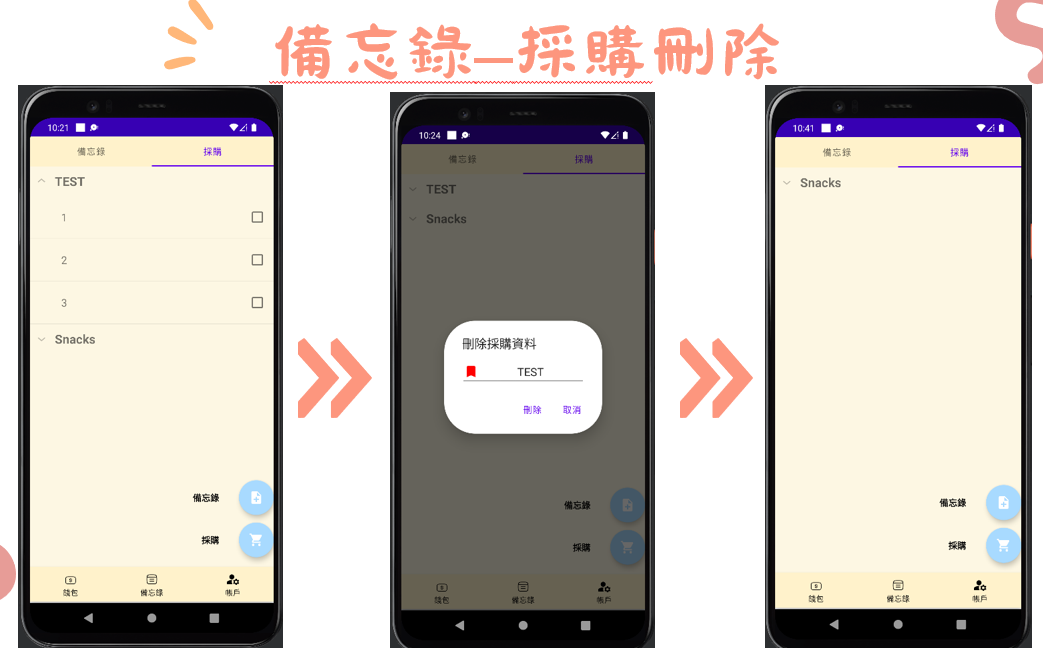 備忘錄—採購刪除
10:21
備忘錄 採購
TEST
1
2
3
Snacks
備忘錄
採購
錢包 備忘錄 帳戶
10:24
備忘錄 採購
TEST
Snacks
刪除採購資料
TEST
刪除 取消
備忘錄
採購
錢包 備忘錄 帳戶
10:41
備忘錄 採購
Snacks
備忘錄
採購
錢包 備忘錄 帳戶